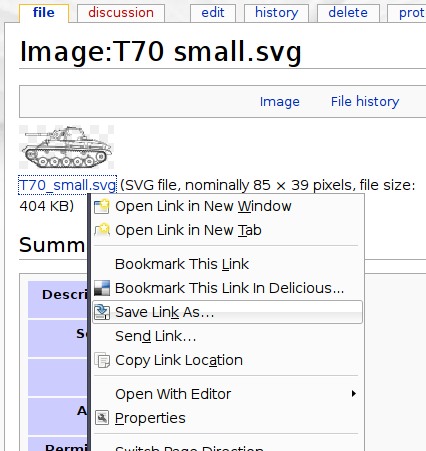 file discussion edit history delete
Image:T70 small.svg
Image File history
T70_small.svg (SVG file, nominally 85 × 39 pixels, file size:
404 KB)
Open Link in New Window
Open Link in New Tab
Summ
Bookmark This Link
Descri
Bookmark This Link In Delicious...
Save Link As...
Send Link...
Copy Link Location
Open With Editor
A
Properties
Permi
Switch Page Direction